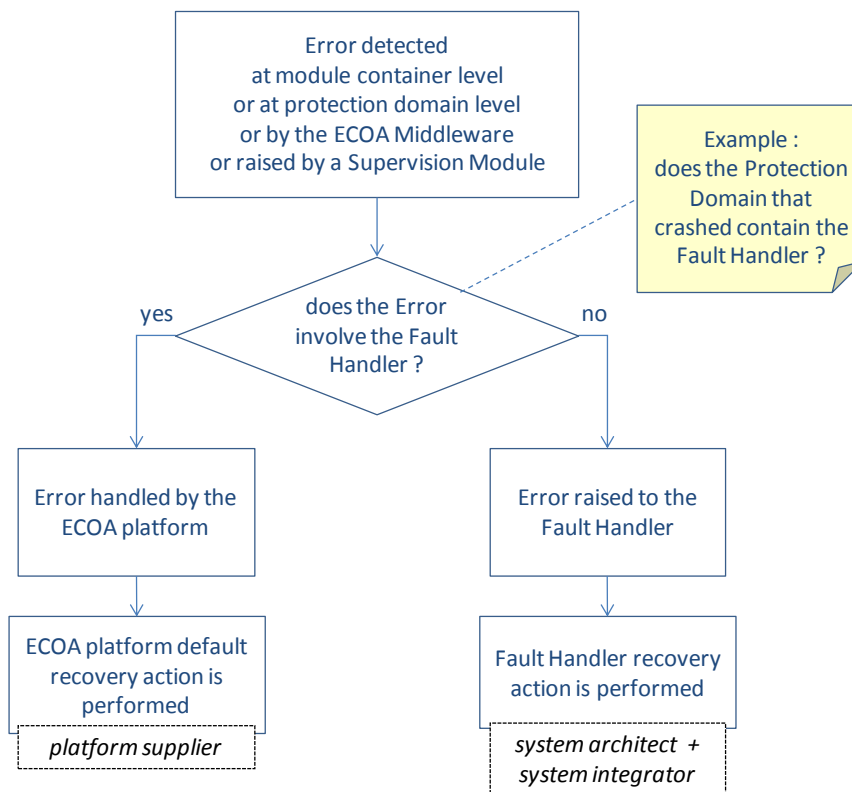 Error detected
at module container level
or at protection domain level
or by the ECOA Middleware
or raised by a Supervision Module
Example :
does the Protection
Domain that
crashed contain the
Fault Handler ?
yes
does the Error
involve the Fault
Handler ?
no
Error handled by the
ECOA platform
Error raised to the
Fault Handler
ECOA platform default
recovery action is
performed
platform supplier
Fault Handler recovery
action is performed
system architect +
system integrator